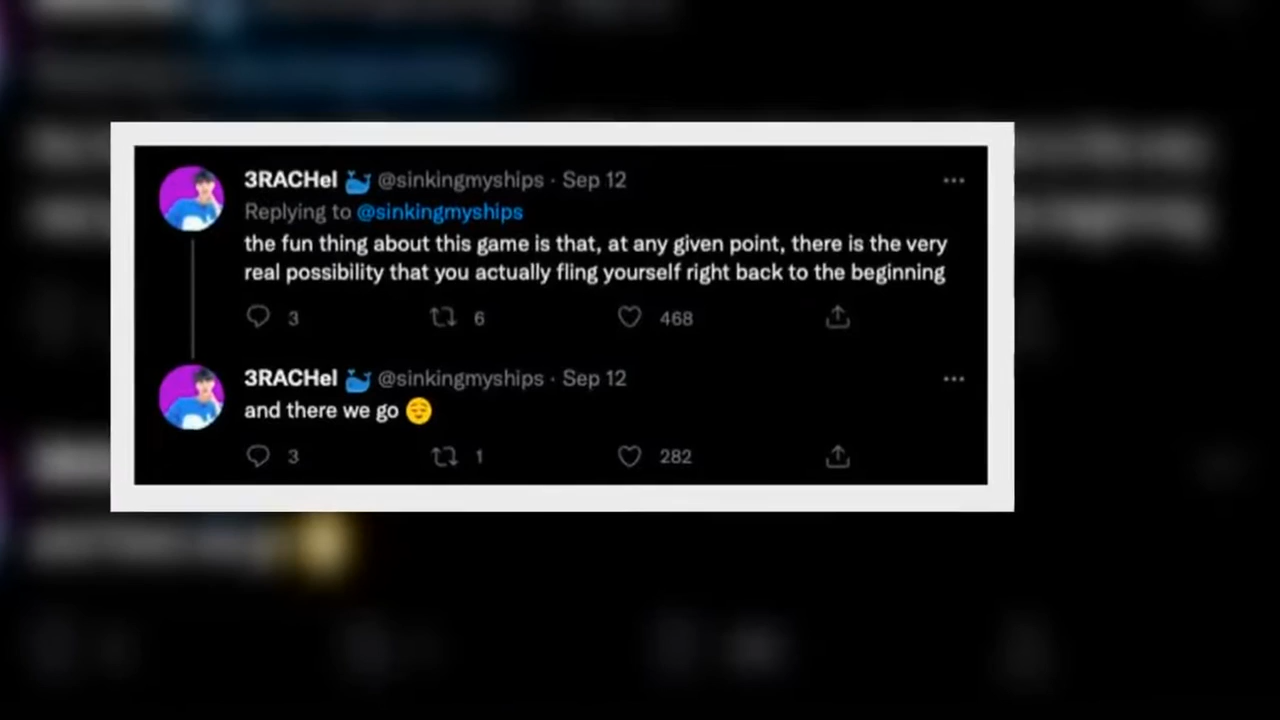 3RACHel 🐳 @sinkingmyships · Sep 12
Replying to @sinkingmyships
the fun thing about this game is that, at any given point, there is the very
real possibility that you actually fling yourself right back to the beginning
3 6 468
3RACHel 🐳 @sinkingmyships · Sep 12
and there we go 😌
3 1 282